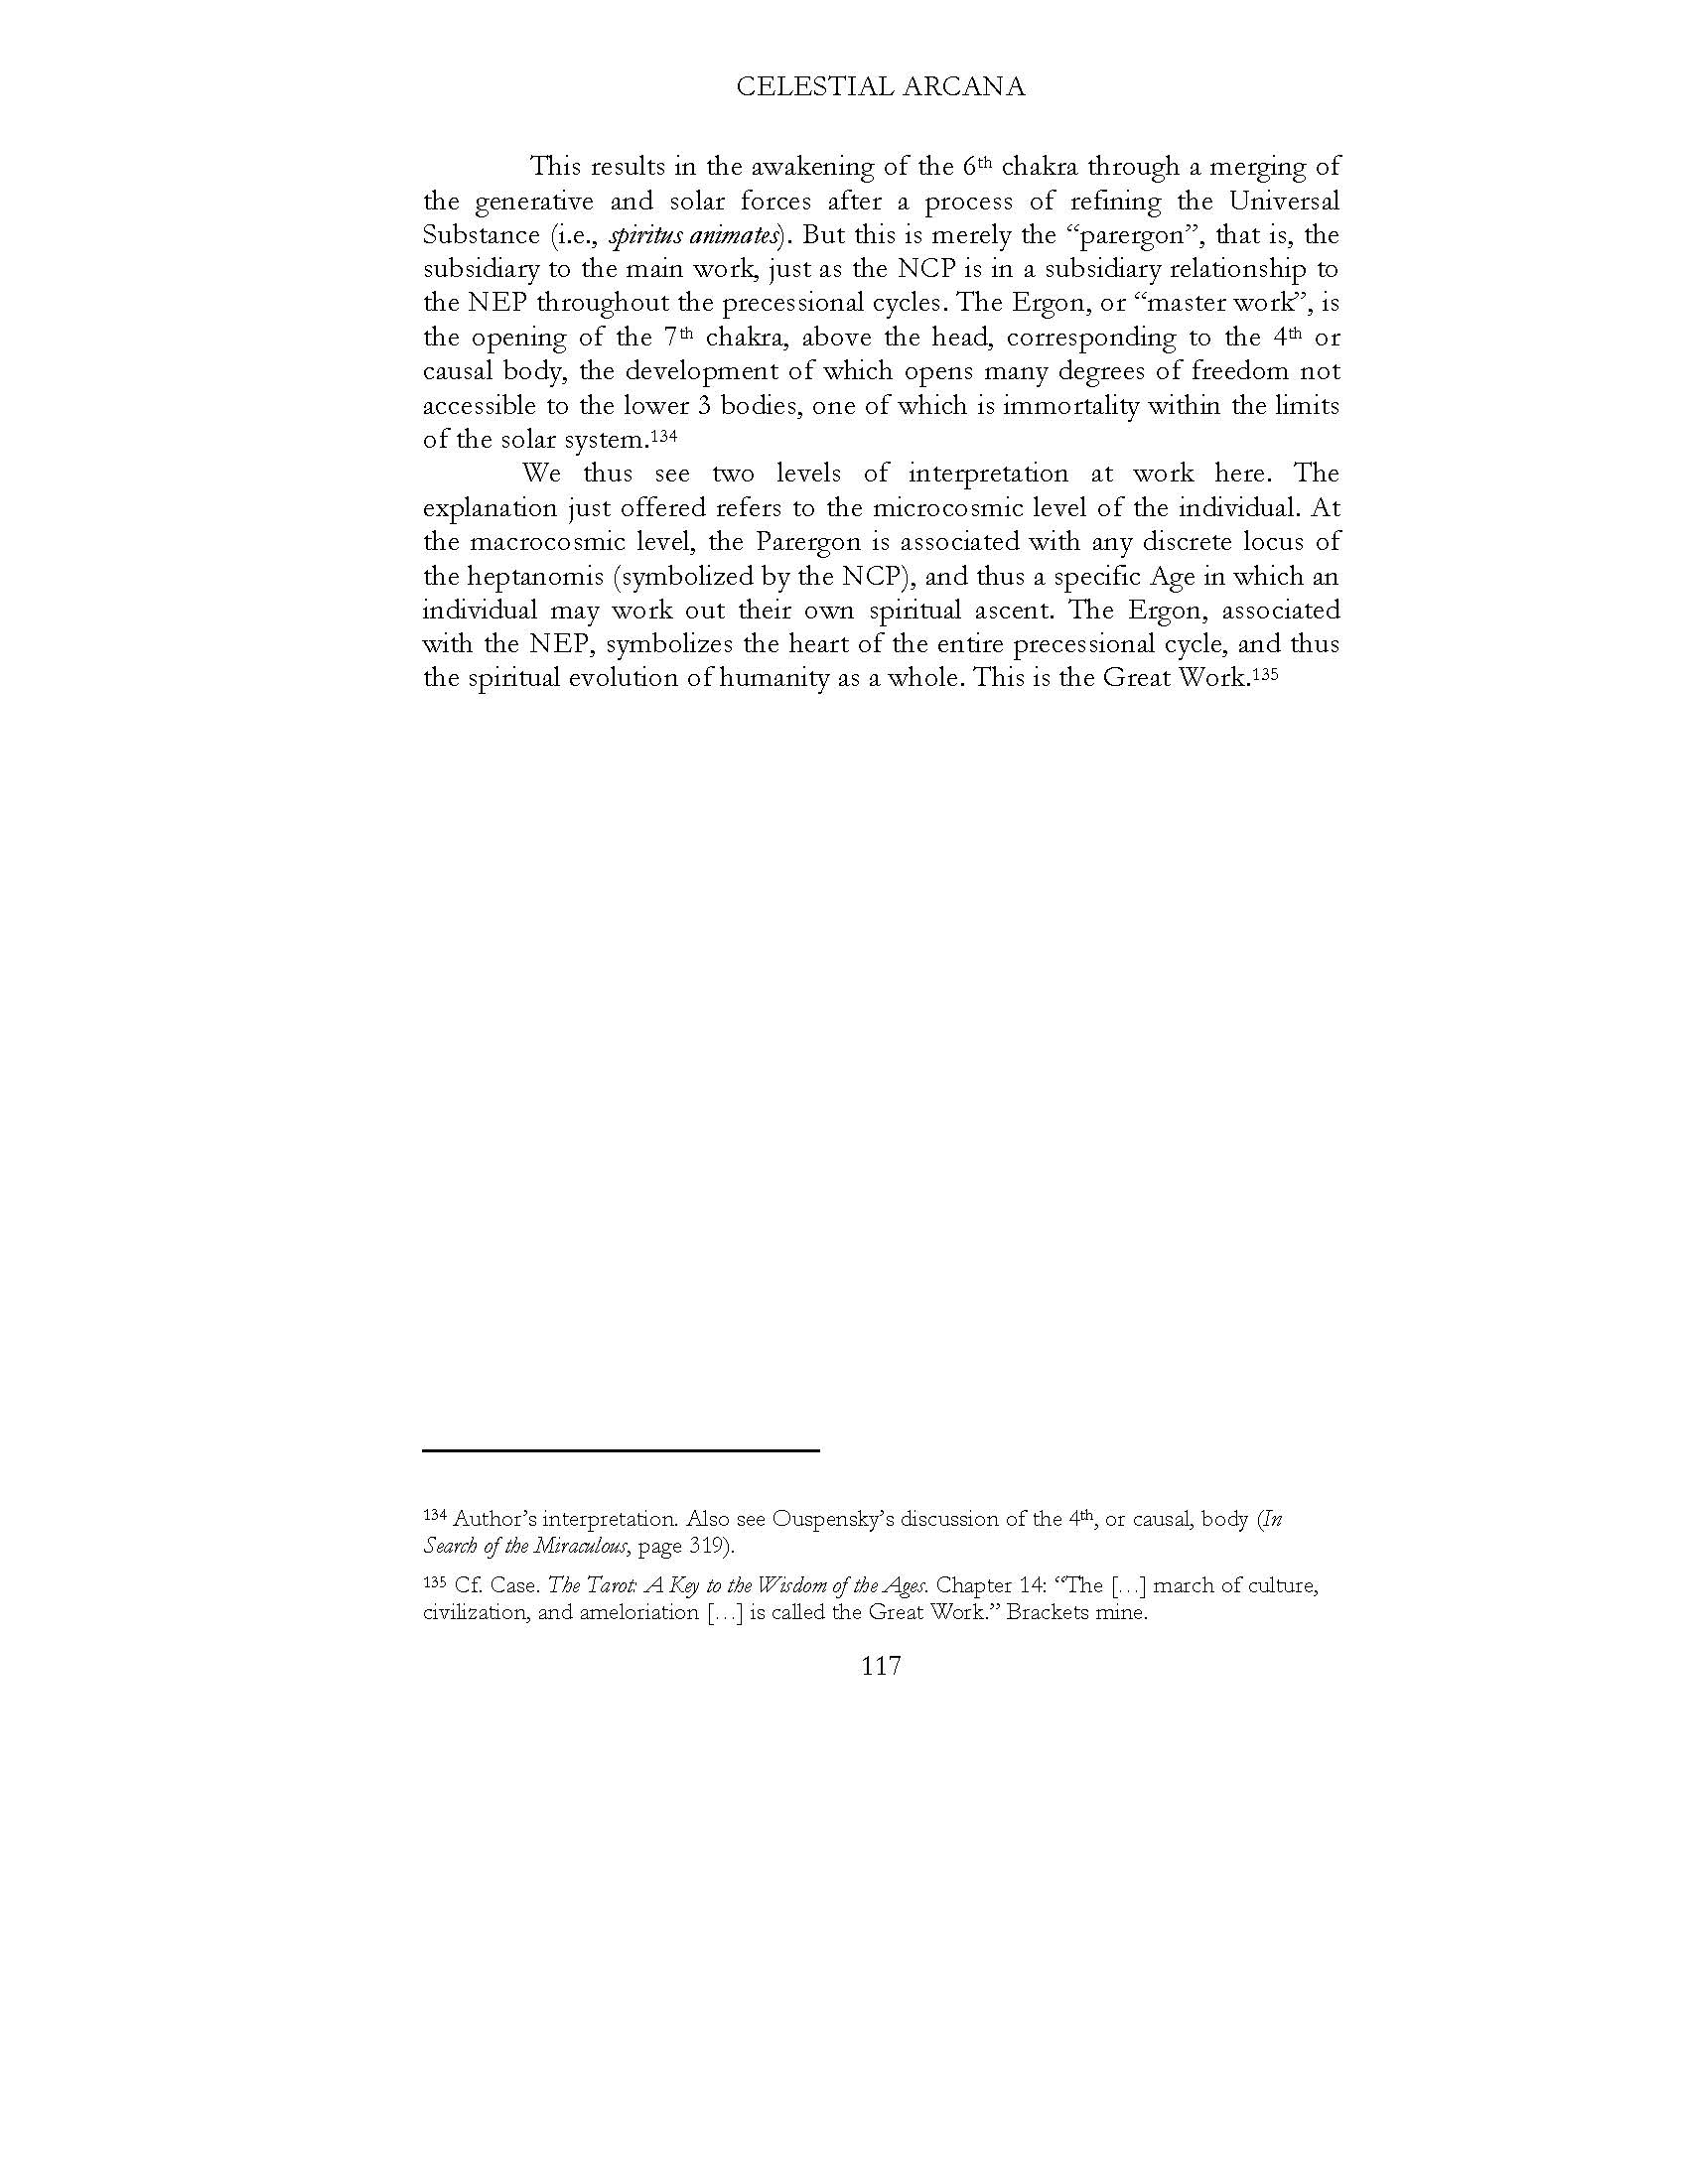 CELESTIAL ARCANA
This results in the awakening of the 6th chakra through a merging of
the generative and solar forces after a process of refining the Universal
Substance (i.e., spiritus animates). But this is merely the “parergon”, that is, the
subsidiary to the main work, just as the NCP is in a subsidiary relationship to
the NEP throughout the precessional cycles. The Ergon, or “master work”, is
the opening of the 7th chakra, above the head, corresponding to the 4th or
causal body, the development of which opens many degrees of freedom not
accessible to the lower 3 bodies, one of which is immortality within the limits
of the solar system.134
We thus see two levels of interpretation at work here. The
explanation just offered refers to the microcosmic level of the individual. At
the macrocosmic level, the Parergon is associated with any discrete locus of
the heptanomis (symbolized by the NCP), and thus a specific Age in which an
individual may work out their own spiritual ascent. The Ergon, associated
with the NEP, symbolizes the heart of the entire precessional cycle, and thus
the spiritual evolution of humanity as a whole. This is the Great Work.135
134 Author’s interpretation. Also see Ouspensky’s discussion of the 4th, or causal, body (In
Search of the Miraculous, page 319).
135 Cf. Case. The Tarot: A Key to the Wisdom of the Ages. Chapter 14: “The […] march of culture,
civilization, and ameloriation […] is called the Great Work.” Brackets mine.
117